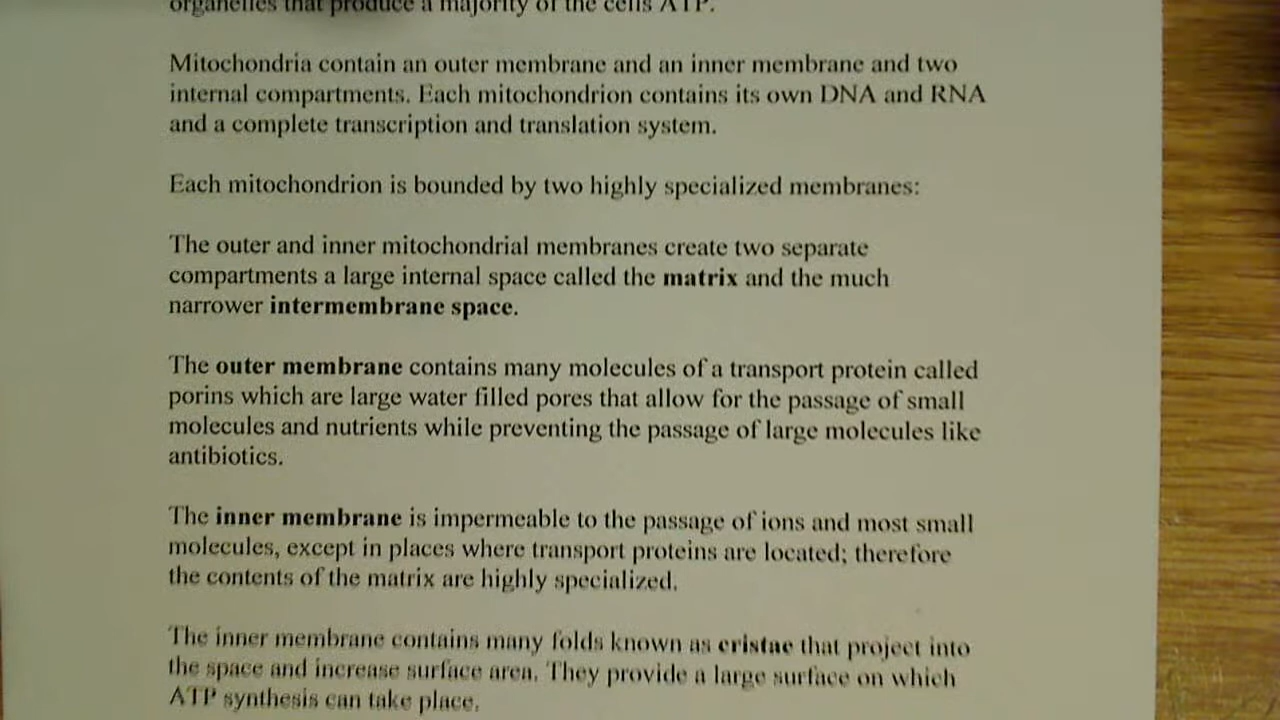 organelles that produce a majority of the cells ATP.
Mitochondria contain an outer membrane and an inner membrane and two
internal compartments. Each mitochondrion contains its own DNA and RNA
and a complete transcription and translation system.
Each mitochondrion is bounded by two highly specialized membranes:
The outer and inner mitochondrial membranes create two separate
compartments a large internal space called the matrix and the much
narrower intermembrane space.
The outer membrane contains many molecules of a transport protein called
porins which are large water filled pores that allow for the passage of small
molecules and nutrients while preventing the passage of large molecules like
antibiotics.
The inner membrane is impermeable to the passage of ions and most small
molecules, except in places where transport proteins are located; therefore
the contents of the matrix are highly specialized.
The inner membrane contains many folds known as cristae that project into
the space and increase surface area. They provide a large surface on which
ATP synthesis can take place.